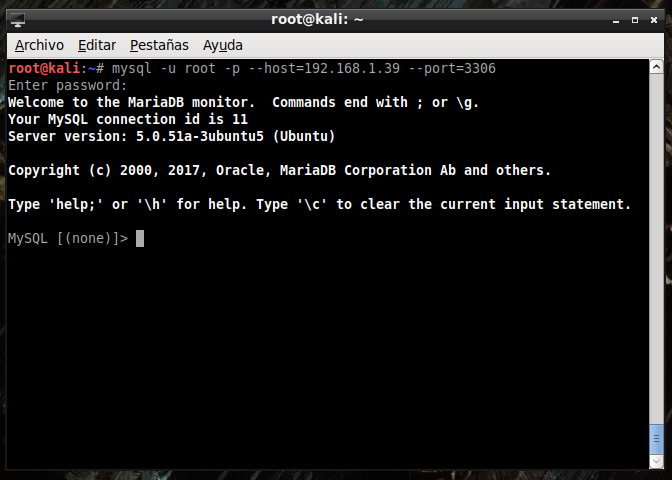 root@kali: ~
Archivo Editar Pestañas Ayuda
root@kali:~# mysql -u root -p --host=192.168.1.39 --port=3306
Enter password:
Welcome to the MariaDB monitor.  Commands end with ; or \g.
Your MySQL connection id is 11
Server version: 5.0.51a-3ubuntu5 (Ubuntu)
Copyright (c) 2000, 2017, Oracle, MariaDB Corporation Ab and others.
Type 'help;' or '\h' for help. Type '\c' to clear the current input statement.
MySQL [(none)]>